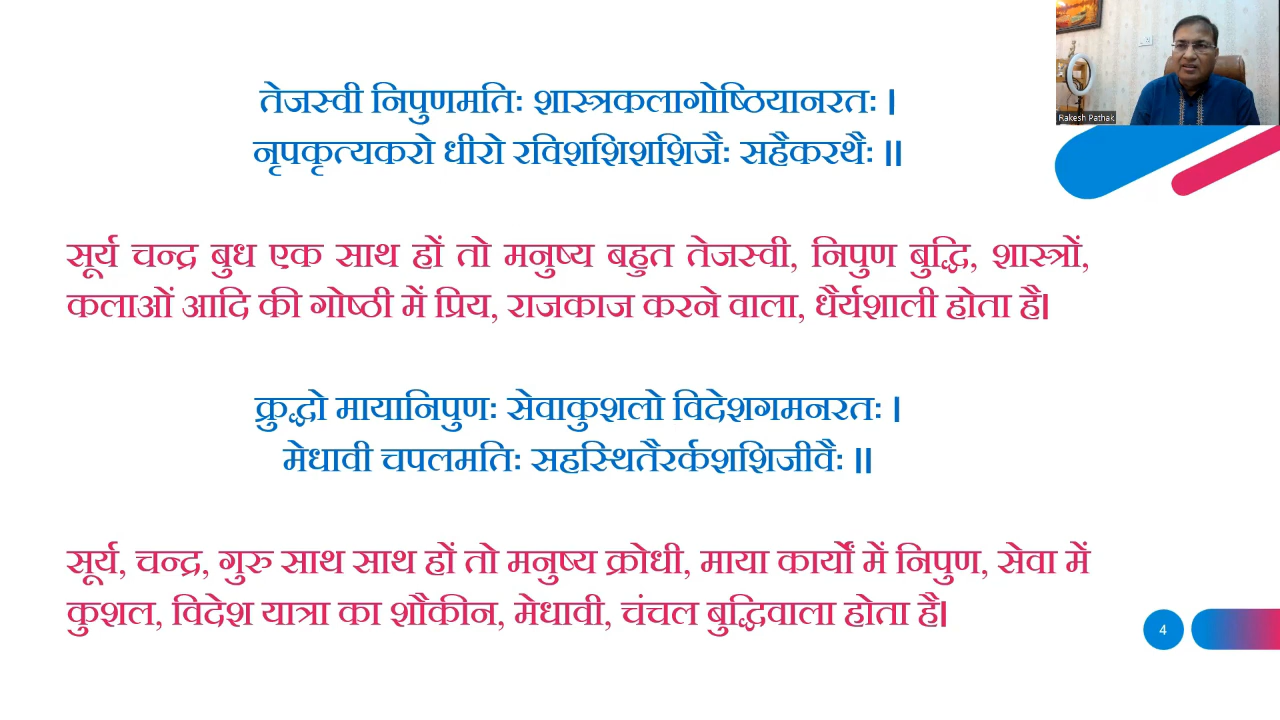 तेजस्वी निपुणमतिः शास्त्रकलागोष्ठियानरतः ।
नृपकृत्यकरो धीरो रविशशिशशिजैः सहैकरथैः ॥
सूर्य चन्द्र बुध एक साथ हों तो मनुष्य बहुत तेजस्वी, निपुण बुद्धि, शास्त्रों,
कलाओं आदि की गोष्ठी में प्रिय, राजकाज करने वाला, धैर्यशाली होता है।
क्रुद्धो मायानिपुणः सेवाकुशलो विदेशगमनरतः ।
मेधावी चपलमतिः सहस्थितैरर्कशशिजीवैः ॥
सूर्य, चन्द्र, गुरु साथ साथ हों तो मनुष्य क्रोधी, माया कार्यों में निपुण, सेवा में
कुशल, विदेश यात्रा का शौकीन, मेधावी, चंचल बुद्धिवाला होता है।
4
Rakesh Pathak